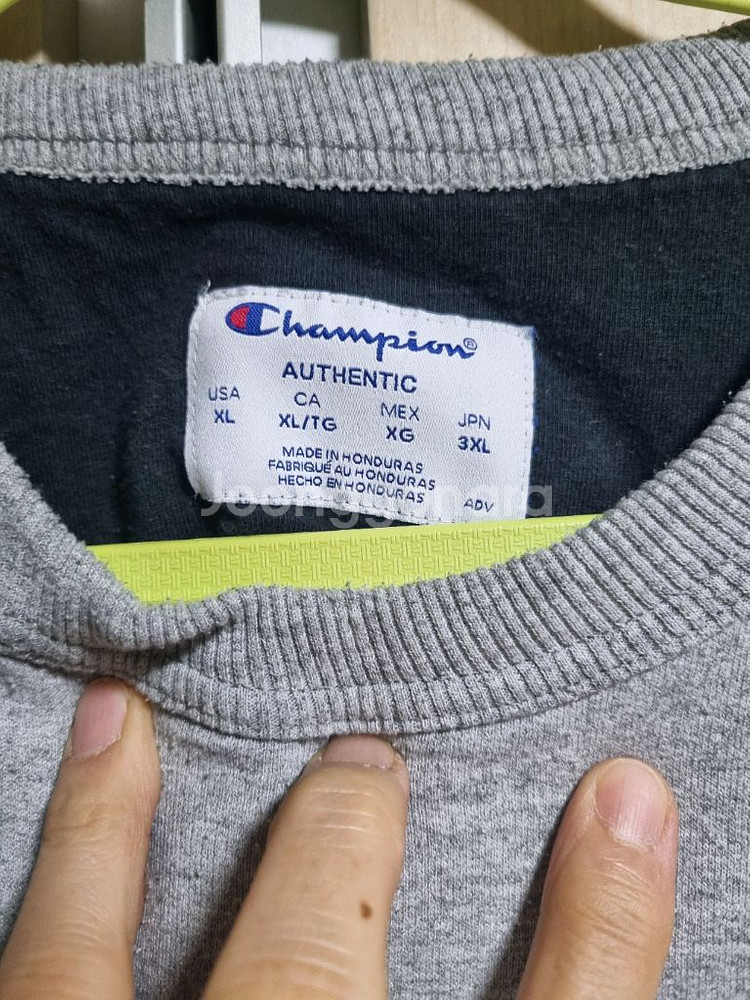 Champion®
AUTHENTIC
USA CA MEX JPN
XL XL/TG XG 3XL
MADE IN HONDURAS
FABRIQUÉ AU HONDURAS
HECHO EN HONDURAS
ADV
Joonggonara